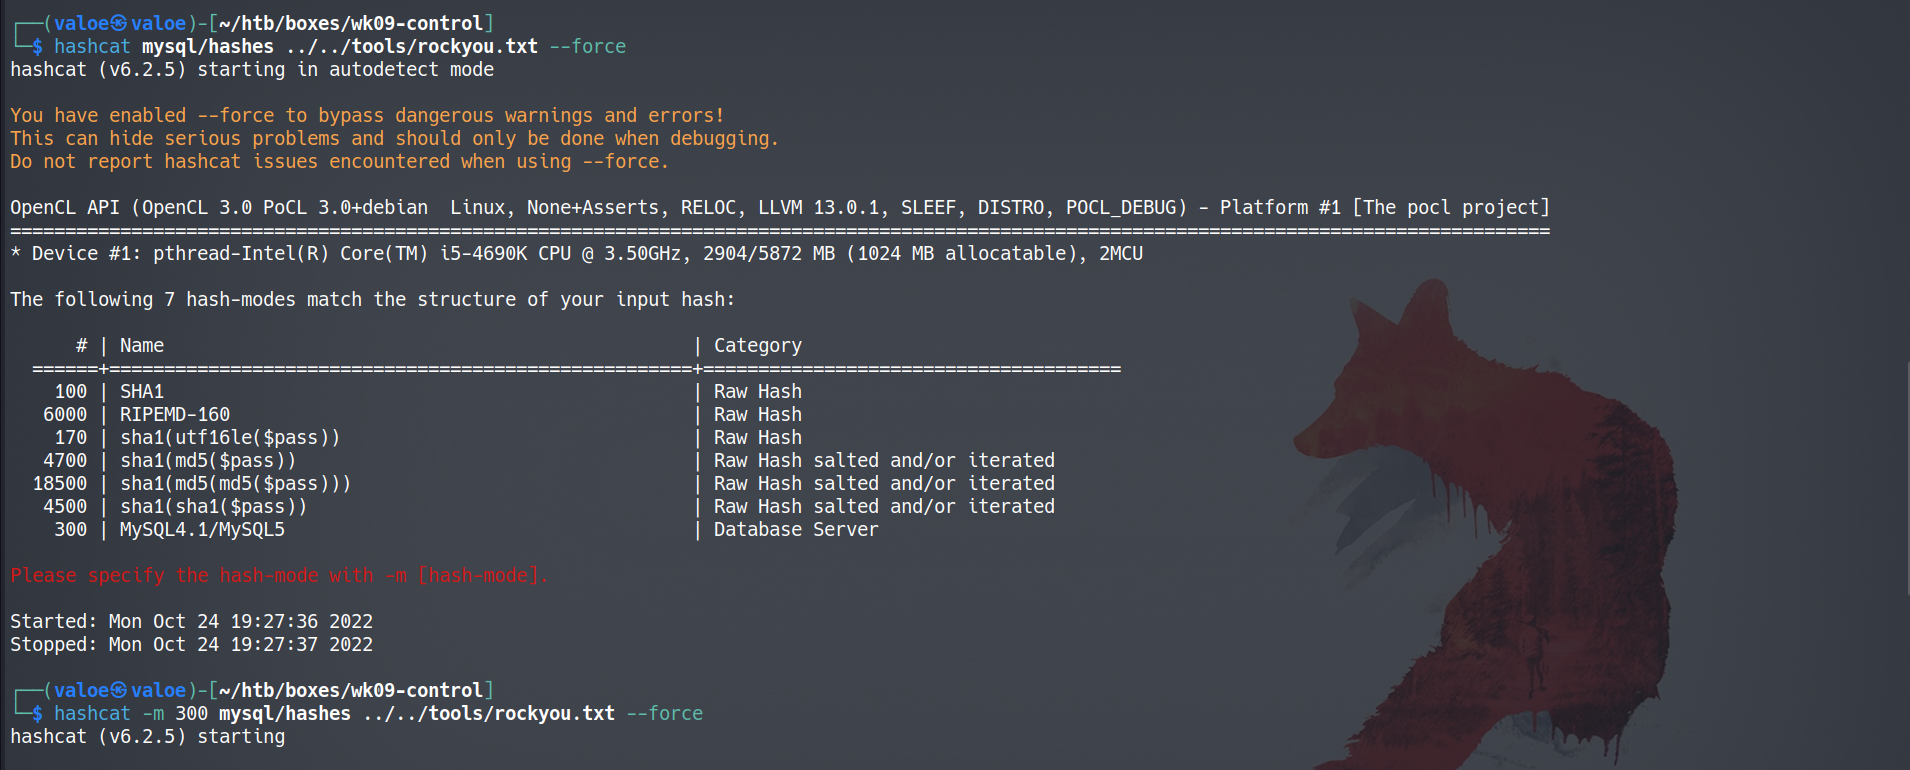 ┌──(valoe㉿valoe)-[~/htb/boxes/wk09-control]
└─$ hashcat mysql/hashes ../../tools/rockyou.txt --force
hashcat (v6.2.5) starting in autodetect mode
You have enabled --force to bypass dangerous warnings and errors!
This can hide serious problems and should only be done when debugging.
Do not report hashcat issues encountered when using --force.
OpenCL API (OpenCL 3.0 PoCL 3.0+debian  Linux, None+Asserts, RELOC, LLVM 13.0.1, SLEEF, DISTRO, POCL_DEBUG) - Platform #1 [The pocl project]
============================================================================================================================================
* Device #1: pthread-Intel(R) Core(TM) i5-4690K CPU @ 3.50GHz, 2904/5872 MB (1024 MB allocatable), 2MCU
The following 7 hash-modes match the structure of your input hash:
      # | Name                                                | Category
  ======+=====================================================+======================================
    100 | SHA1                                                | Raw Hash
   6000 | RIPEMD-160                                          | Raw Hash
    170 | sha1(utf16le($pass))                                | Raw Hash
   4700 | sha1(md5($pass))                                    | Raw Hash salted and/or iterated
  18500 | sha1(md5(md5($pass)))                               | Raw Hash salted and/or iterated
   4500 | sha1(sha1($pass))                                   | Raw Hash salted and/or iterated
    300 | MySQL4.1/MySQL5                                     | Database Server
Please specify the hash-mode with -m [hash-mode].
Started: Mon Oct 24 19:27:36 2022
Stopped: Mon Oct 24 19:27:37 2022
┌──(valoe㉿valoe)-[~/htb/boxes/wk09-control]
└─$ hashcat -m 300 mysql/hashes ../../tools/rockyou.txt --force
hashcat (v6.2.5) starting